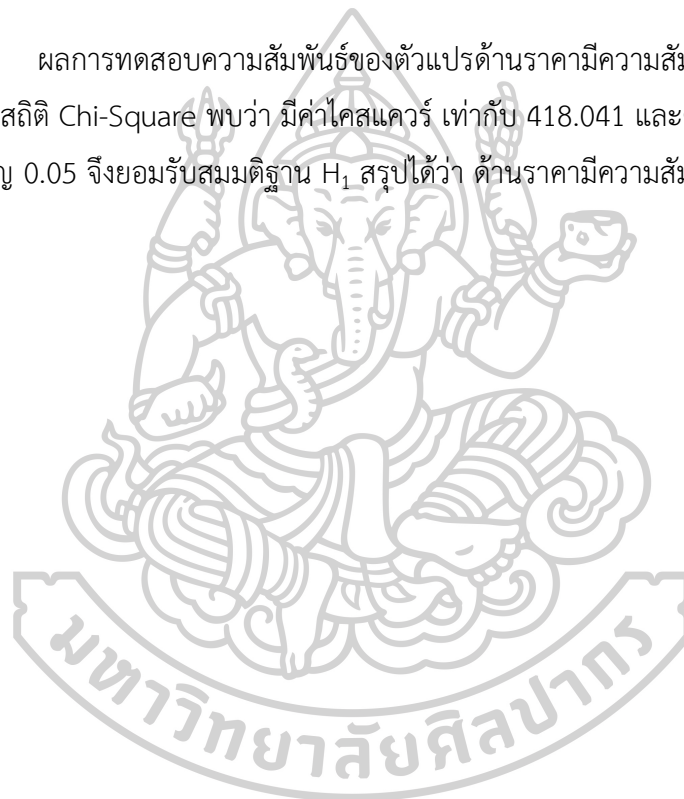 ผลการทดสอบความสัมพันธ์ของตัวแปรด้านราคามีความสัม
สถิติ Chi-Square พบว่า มีค่าไคสแควร์ เท่ากับ 418.041 และ
ญ 0.05 จึงยอมรับสมมติฐาน H₁ สรุปได้ว่า ด้านราคามีความสัม
มหาวิทยาลัยศิลปากร